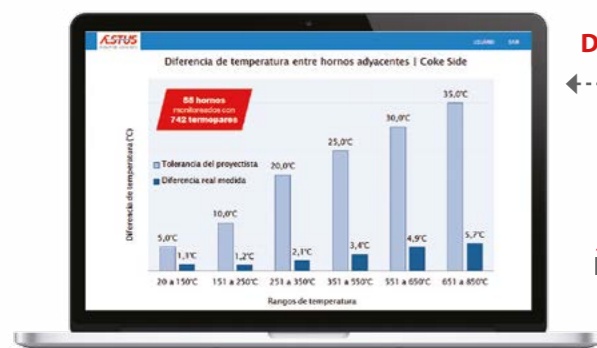 ÆSTUS
Diferencia de temperatura entre hornos adyacentes | Coke Side
Diferencia de temperatura (°C)
88 hornos
monitoreados con
742 termopares
Tolerancia del proyectista
Diferencia real medida
5,0°C
1,1°C
10,0°C
1,2°C
20,0°C
2,1°C
25,0°C
3,4°C
30,0°C
4,9°C
35,0°C
5,7°C
20 a 150°C 151 a 250°C 251 a 350°C 351 a 550°C 551 a 650°C 651 a 850°C
Rangos de temperatura
D